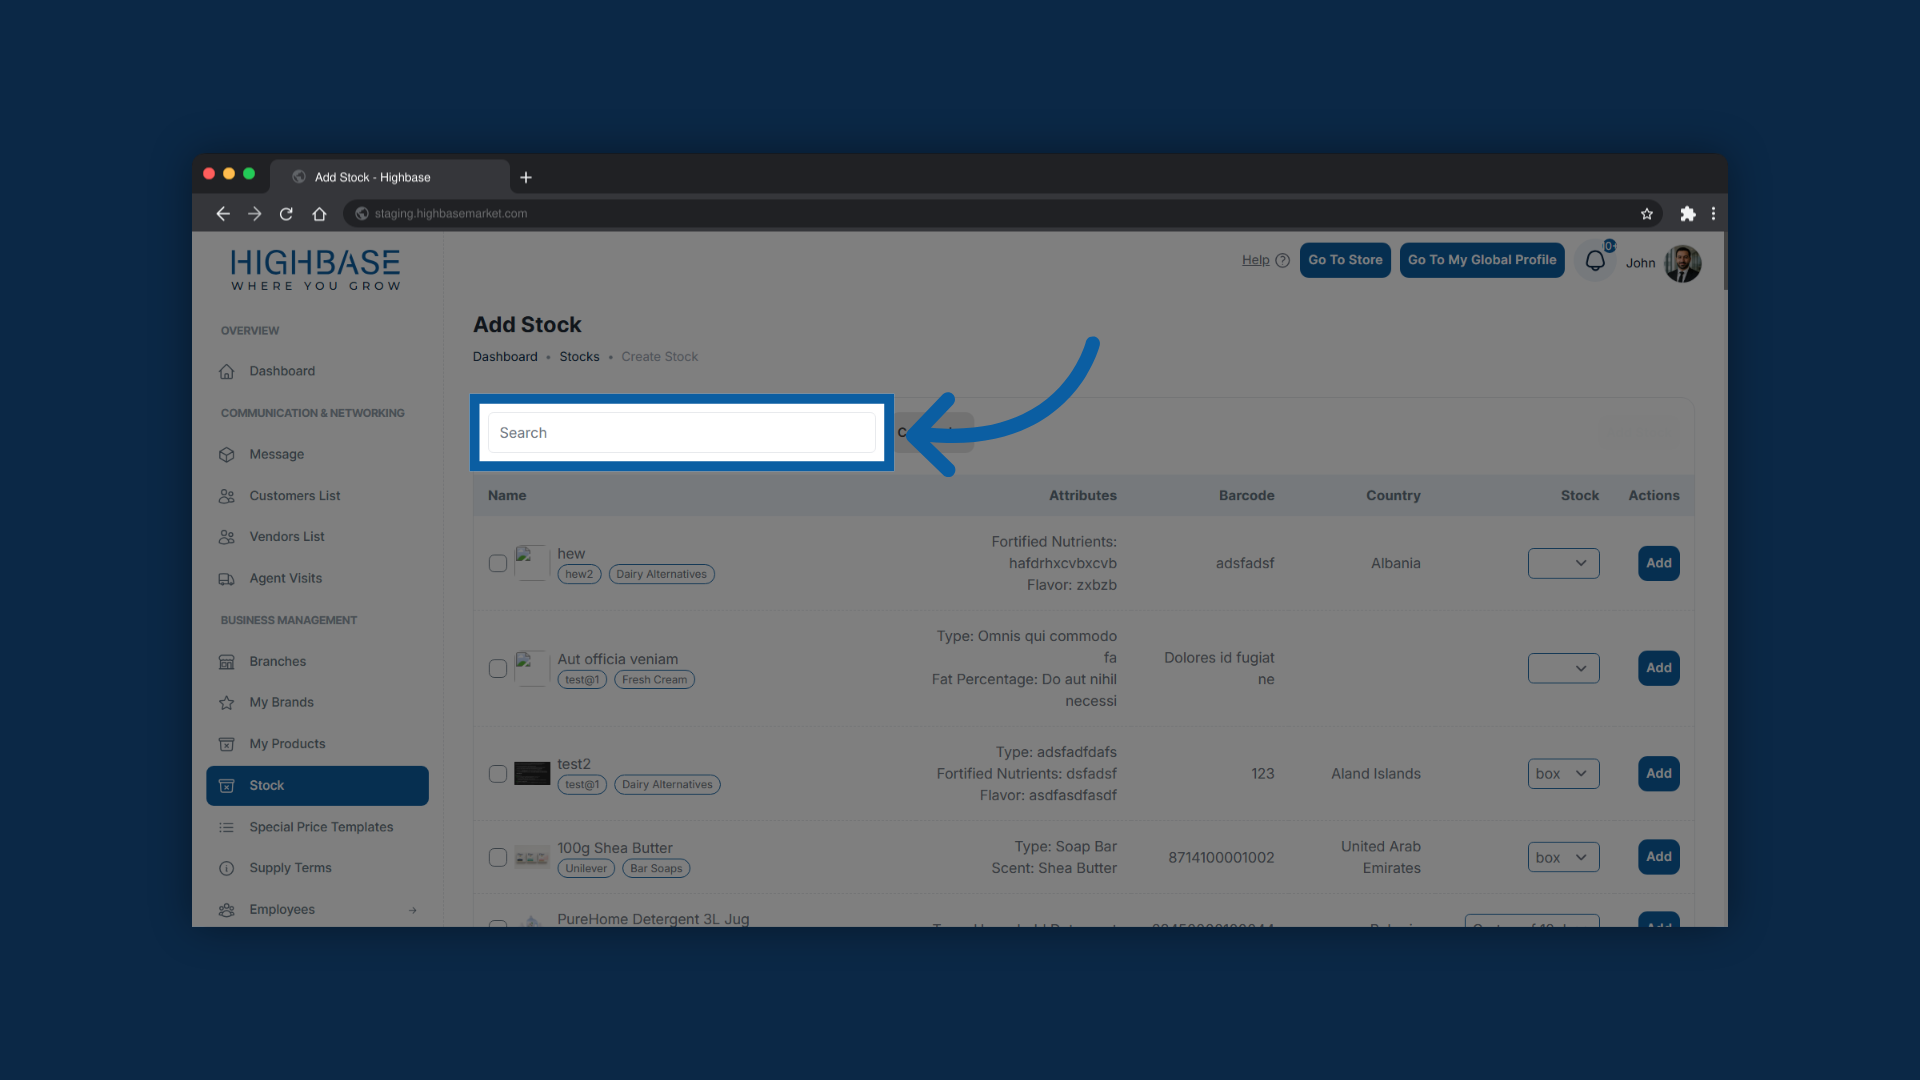 Add Stock - Highbase
staging.highbasemarket.com
HIGHBASE
WHERE YOU GROW
Help
Go To Store
Go To My Global Profile
John
OVERVIEW
Dashboard
COMMUNICATION & NETWORKING
Message
Customers List
Vendors List
Agent Visits
BUSINESS MANAGEMENT
Branches
My Brands
My Products
Stock
Special Price Templates
Supply Terms
Employees
Add Stock
Dashboard • Stocks • Create Stock
Search
Name Attributes Barcode Country Stock Actions
hew
hew2 Dairy Alternatives
Fortified Nutrients:
hafdrhxcvbxcvb
Flavor: zxbzb
adsfadsf
Albania
Add
Aut officia veniam
test@1 Fresh Cream
Type: Omnis qui commodo
fa
Fat Percentage: Do aut nihil
necessi
Dolores id fugiat
ne
Add
test2
test@1 Dairy Alternatives
Type: adsfadfdafs
Fortified Nutrients: dsfadsf
Flavor: asdfasdfasdf
123
Aland Islands
box
Add
100g Shea Butter
Unilever Bar Soaps
Type: Soap Bar
Scent: Shea Butter
8714100001002
United Arab
Emirates
box
Add
PureHome Detergent 3L Jug
Add